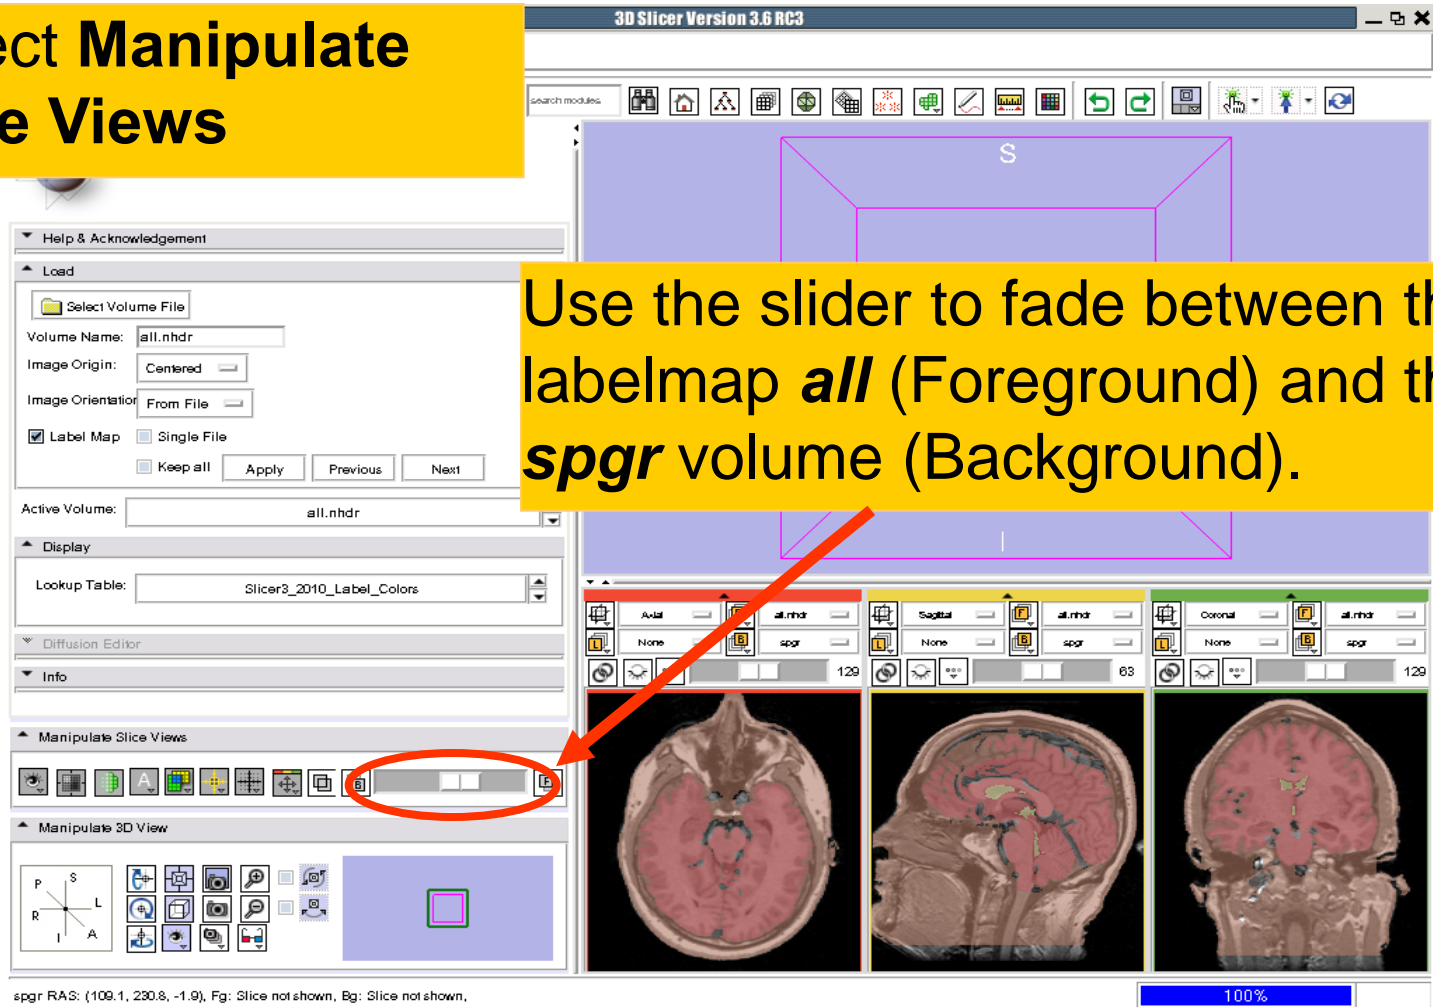 3D Slicer Version 3.6 RC3
ect Manipulate
e Views
search modules
S
Help & Acknowledgement
Load
Select Volume File
Volume Name: all.nhdr
Image Origin: Centered
Image Orientation From File
Label Map Single File
Keep all Apply Previous Next
Active Volume: all.nhdr
Use the slider to fade between th
labelmap all (Foreground) and th
spgr volume (Background).
I
Display
Lookup Table: Slicer3_2010_Label_Colors
Diffusion Editor
Info
Axial F all.nhdr
L None B spgr
129
Sagittal F all.nhdr
L None B spgr
63
Coronal F all.nhdr
L None B spgr
129
Manipulate Slice Views
A B F
Manipulate 3D View
P S
R L
I A
spgr RAS: (109.1, 230.8, -1.9), Fg: Slice not shown, Bg: Slice not shown,
100%